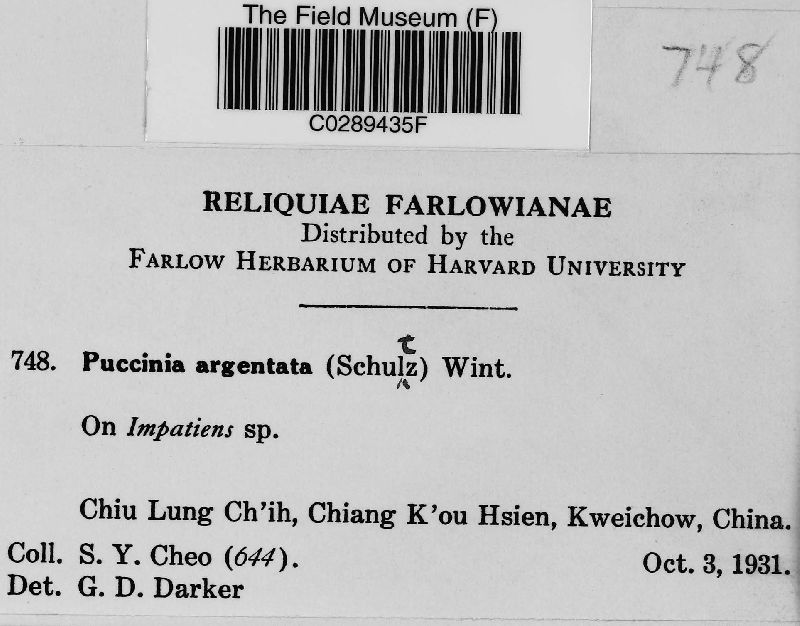 The Field Museum (F)
C0289435F
748
RELIQUIAE FARLOWIANAE
Distributed by the
FARLOW HERBARIUM OF HARVARD UNIVERSITY
t
748. Puccinia argentata (Schulz) Wint.
On Impatiens sp.
Chiu Lung Ch’ih, Chiang K’ou Hsien, Kweichow, China.
Coll. S. Y. Cheo (644). Oct. 3, 1931.
Det. G. D. Darker